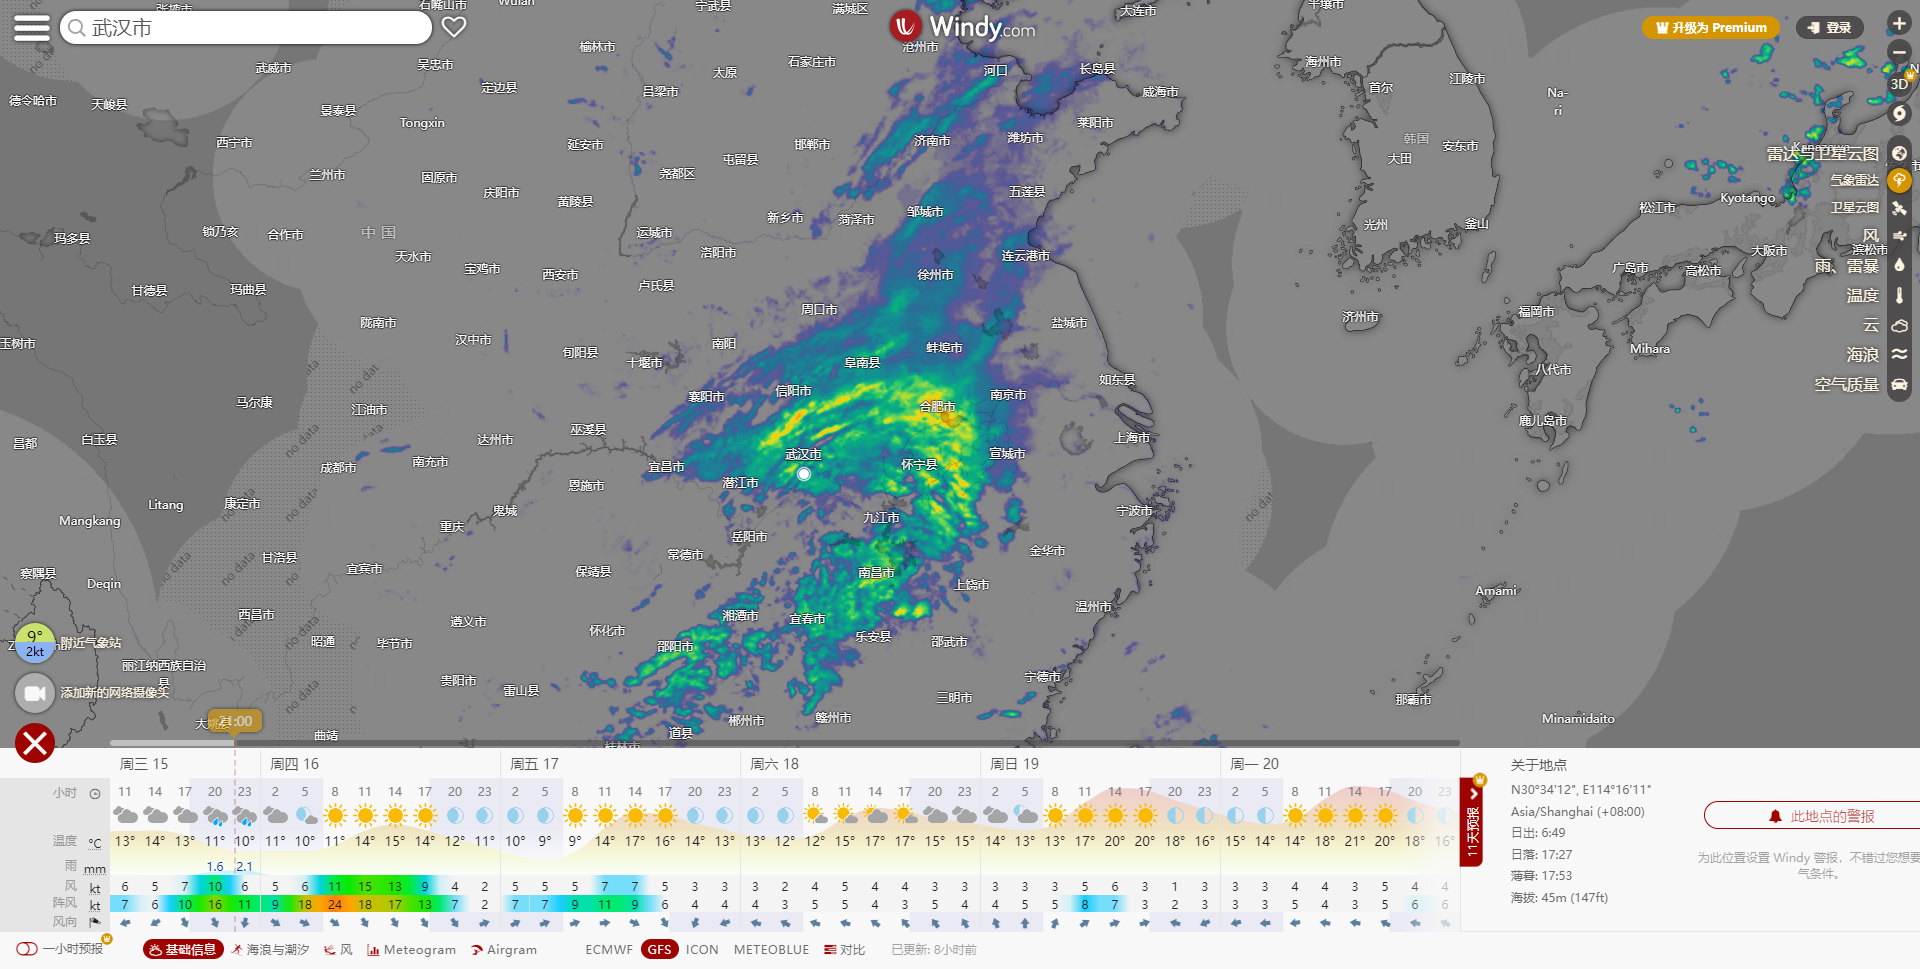 武汉市
Windy.com
升级为 Premium
登录
3D
雷达与卫星云图
气象雷达
卫星云图
风
雨、雷暴
温度
云
海浪
空气质量
张掖市
石嘴山市
Wulan
宁武县
满城区
大连市
平壤市
武威市
吴忠市
榆林市
太原
石家庄市
沧州市
河口
长岛县
海州市
首尔
江陵市
Na-
ri
德令哈市
天峻县
景泰县
定边县
吕梁市
威海市
Tongxin
莱阳市
西宁市
延安市
邯郸市
济南市
潍坊市
韩国
安东市
大田
屯留县
兰州市
固原市
庆阳市
尧都区
黄陵县
五莲县
Kanazawa
Kyotango
松江市
玛多县
锁乃亥
合作市
中国
运城市
新乡市
菏泽市
邹城市
光州
釜山
天水市
宝鸡市
西安市
洛阳市
连云港市
大阪市
滨松市
甘德县
玛曲县
卢氏县
徐州市
广岛市
高松市
玉树市
陇南市
汉中市
周口市
盐城市
济州市
福冈市
旬阳县
十堰市
南阳
阜南县
蚌埠市
Mihara
八代市
马尔康
江油市
襄阳市
信阳市
合肥市
南京市
如东县
鹿儿岛市
昌都
白玉县
达州市
巫溪县
上海市
成都市
南充市
宜昌市
武汉市
怀宁县
宣城市
Litang
康定市
恩施市
潜江市
Mangkang
重庆
鬼城
九江市
宁波市
甘洛县
宜宾市
常德市
岳阳市
金华市
察隅县
Deqin
保靖县
南昌市
上饶市
Amami
西昌市
遵义市
湘潭市
宜春市
温州市
昭通
毕节市
怀化市
邵阳市
乐安县
邵武市
丽江纳西族自治
县
贵阳市
雷山县
三明市
宁德市
那霸市
曲靖
道县
郴州市
赣州市
Minamidaito
桂林市
no data
9°
2kt
附近气象站
添加新的网络摄像头
21:00
周三 15
周四 16
周五 17
周六 18
周日 19
周一 20
小时 11 14 17 20 23 2 5 8 11 14 17 20 23 2 5 8 11 14 17 20 23 2 5 8 11 14 17 20 23 2 5 8 11 14 17 20 23 2 5 8 11 14 17 20 23
温度 °C 13° 14° 13° 11° 10° 11° 10° 11° 14° 15° 14° 12° 11° 10° 9° 9° 14° 17° 16° 14° 13° 13° 12° 12° 15° 17° 17° 15° 14° 14° 13° 13° 17° 20° 20° 18° 16° 15° 14° 14° 18° 21° 20° 18° 16°
雨 mm 1.6 2.1
风 kt 6 5 7 10 6 5 6 11 15 13 9 4 2 5 5 5 7 7 5 3 3 3 2 4 5 4 4 3 3 3 3 3 5 6 3 1 3 3 3 4 4 3 5 4 4
阵风 kt 7 6 10 16 11 9 18 24 18 17 13 7 2 7 7 9 11 9 6 4 4 4 4 3 5 4 3 5 4 4 5 5 8 7 3 2 3 3 3 5 4 3 5 6 6
风向
11天预报
关于地点
N30°34'12", E114°16'11"
Asia/Shanghai (+08:00)
日出: 6:49
日落: 17:27
薄暮: 17:53
海拔: 45m (147ft)
此地点的警报
为此位置设置 Windy 警报，不错过您想要
气条件。
一小时预报
基础信息
海浪与潮汐
风
Meteogram
Airgram
ECMWF
GFS
ICON
METEOBLUE
对比
已更新: 8小时前